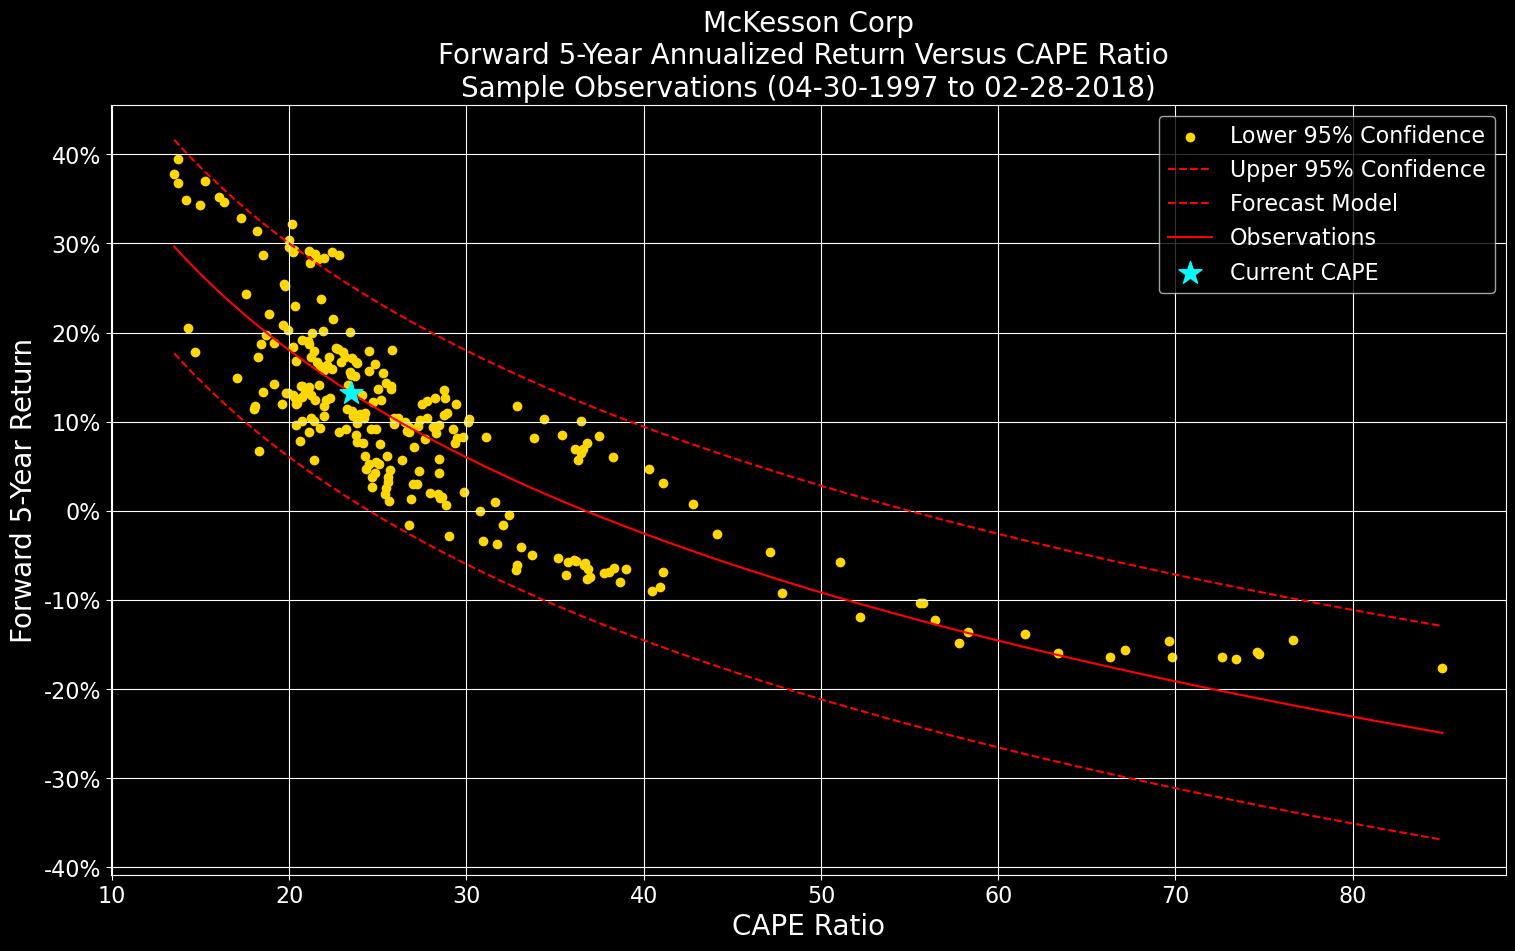 McKesson Corp
Forward 5-Year Annualized Return Versus CAPE Ratio
Sample Observations (04-30-1997 to 02-28-2018)
Lower 95% Confidence
Upper 95% Confidence
Forecast Model
Observations
Current CAPE
Forward 5-Year Return
40%
30%
20%
10%
0%
-10%
-20%
-30%
-40%
10 20 30 40 50 60 70 80
CAPE Ratio